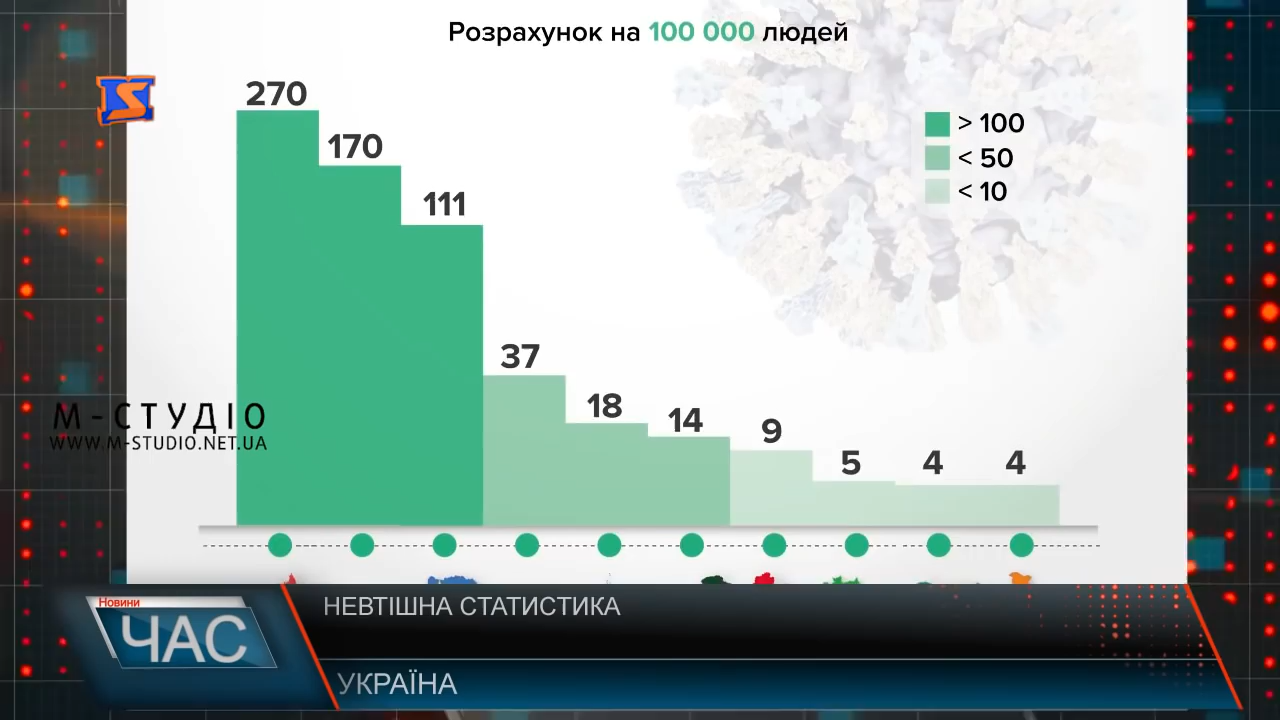 Розрахунок на 100 000 людей
270
170
111
37
18
14
9
5
4
4
> 100
< 50
< 10
М-СТУДІО
WWW.M-STUDIO.NET.UA
Новини
ЧАС
НЕВТІШНА СТАТИСТИКА
УКРАЇНА